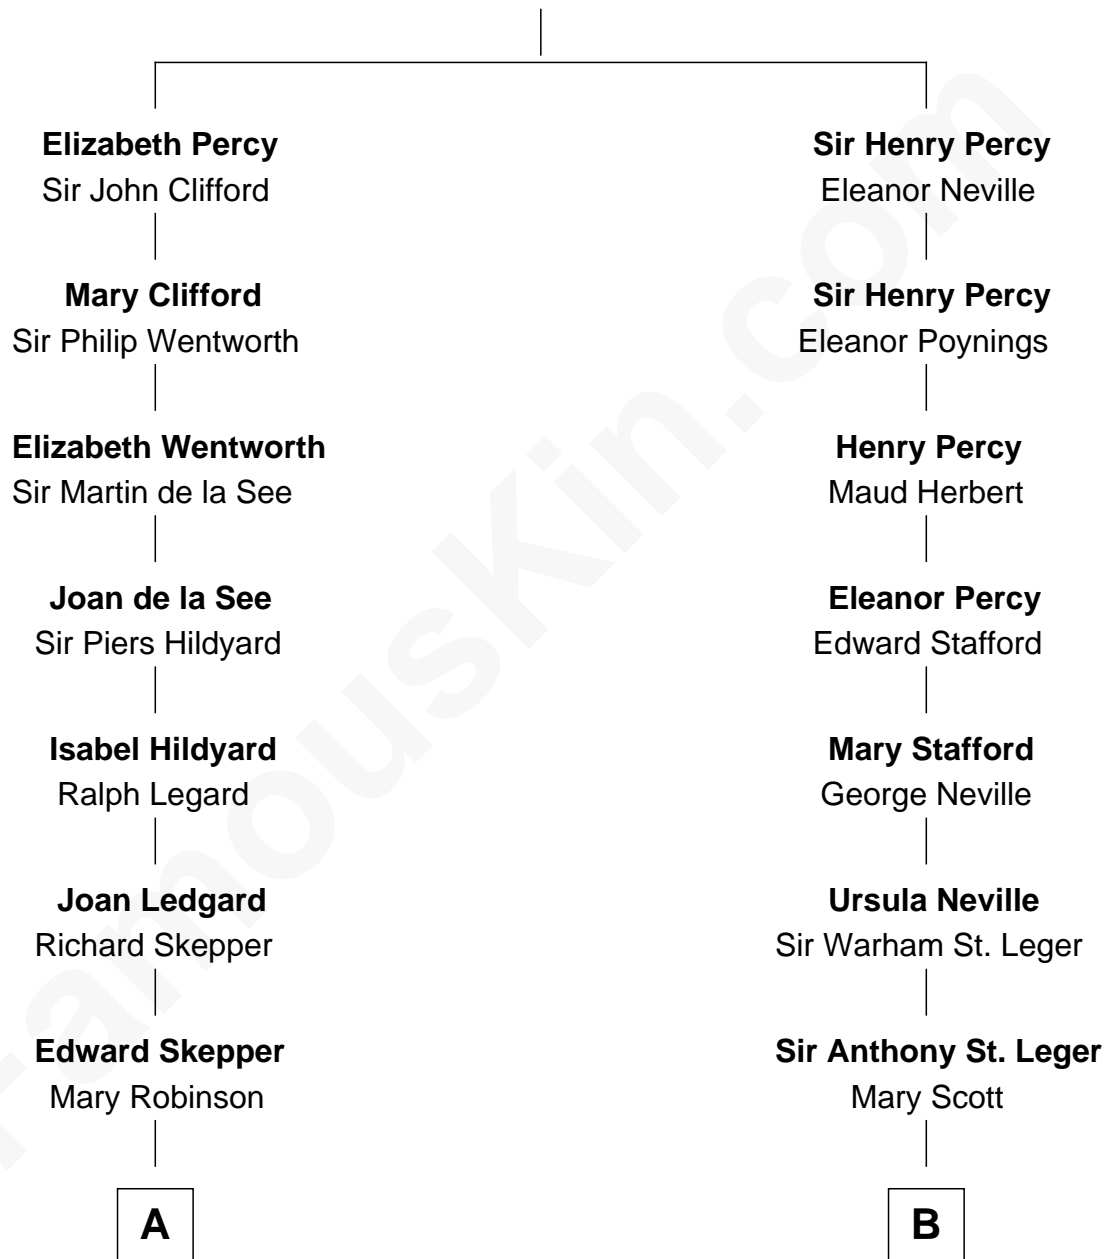 Elizabeth Percy
Sir John Clifford
Mary Clifford
Sir Philip Wentworth
Elizabeth Wentworth
Sir Martin de la See
Joan de la See
Sir Piers Hildyard
Isabel Hildyard
Ralph Legard
Joan Ledgard
Richard Skepper
Edward Skepper
Mary Robinson
A
Sir Henry Percy
Eleanor Neville
Sir Henry Percy
Eleanor Poynings
Henry Percy
Maud Herbert
Eleanor Percy
Edward Stafford
Mary Stafford
George Neville
Ursula Neville
Sir Warham St. Leger
Sir Anthony St. Leger
Mary Scott
B
FamousKin.com